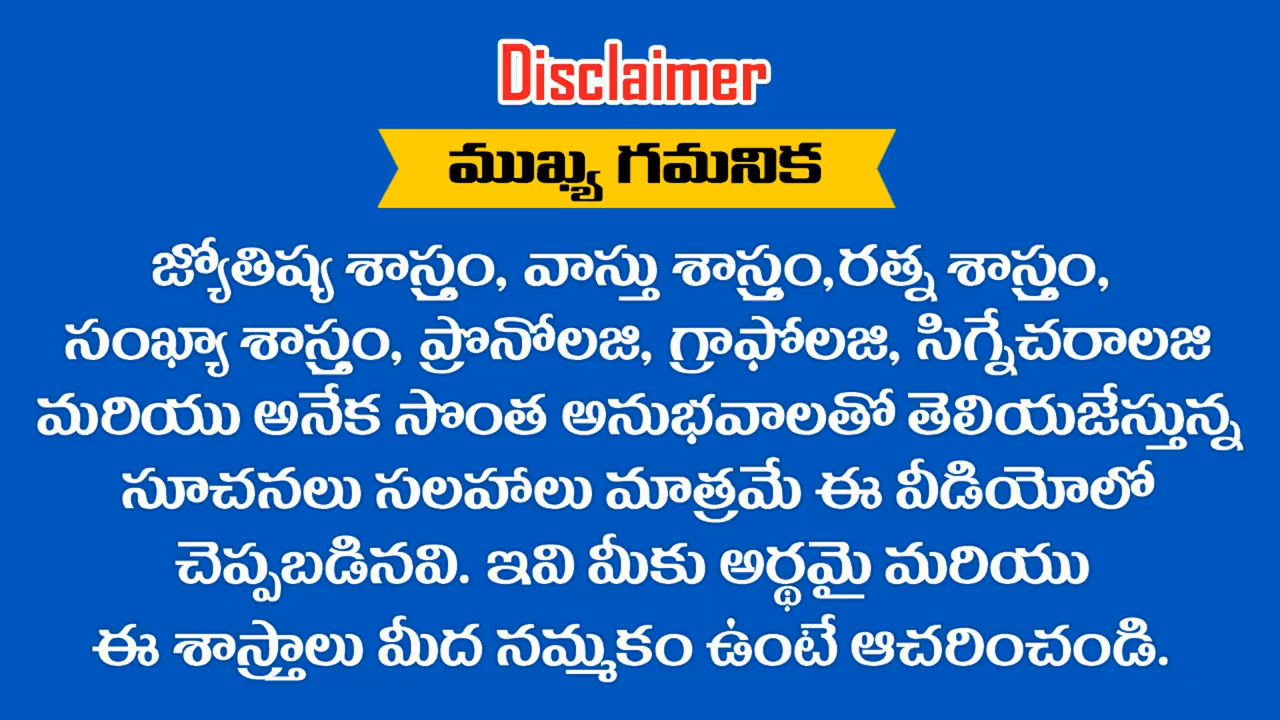 Disclaimer
ముఖ్య గమనిక
జ్యోతిష్య శాస్త్రం, వాస్తు శాస్త్రం,రత్న శాస్త్రం,
సంఖ్యా శాస్త్రం, ప్రొనోలజి, గ్రాఫోలజి, సిగ్నేచరాలజి
మరియు అనేక సొంత అనుభవాలతో తెలియజేస్తున్న
సూచనలు సలహాలు మాత్రమే ఈ వీడియోలో
చెప్పబడినవి. ఇవి మీకు అర్థమై మరియు
ఈ శాస్త్రాలు మీద నమ్మకం ఉంటే ఆచరించండి.